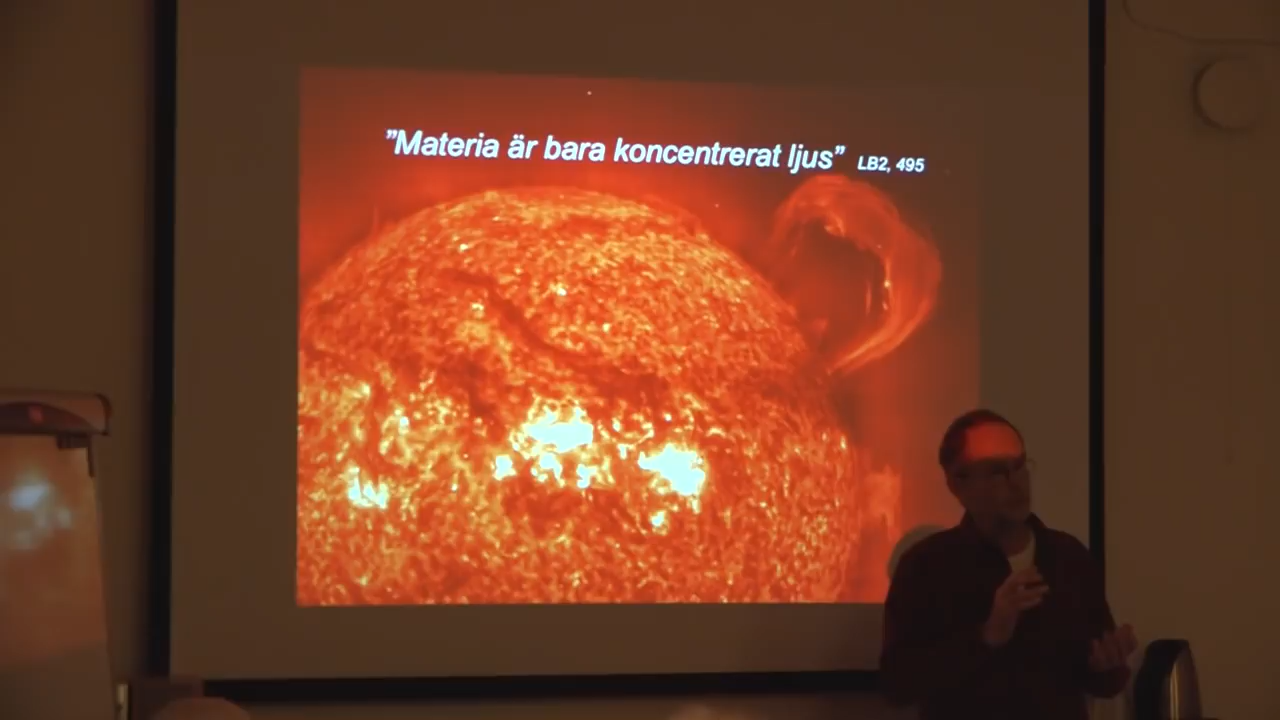 ”Materia är bara koncentrerat ljus” LB2, 495